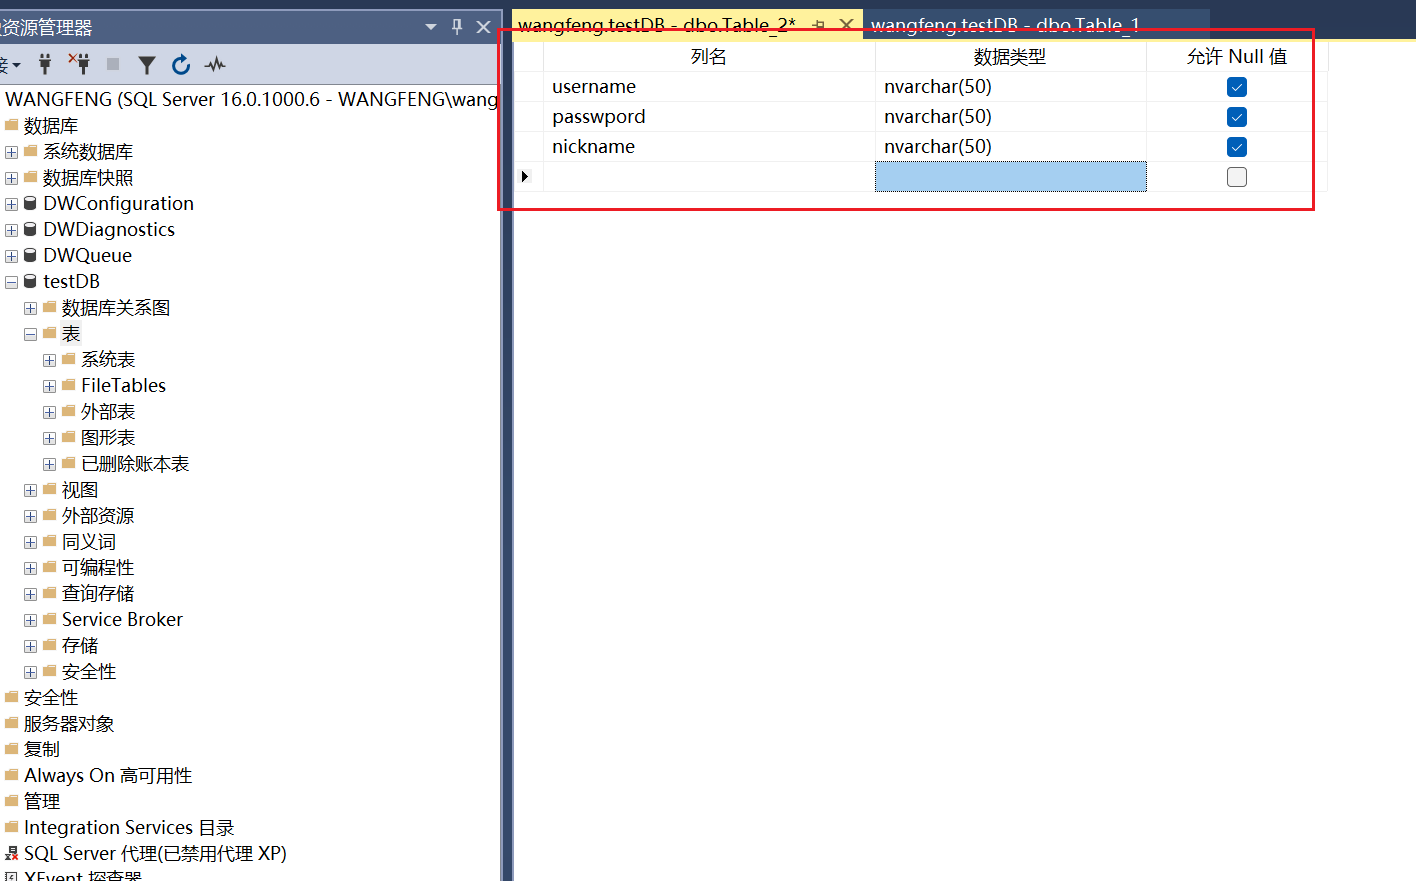 资源管理器
接
WANGFENG (SQL Server 16.0.1000.6 - WANGFENG\wang
数据库
系统数据库
数据库快照
DWConfiguration
DWDiagnostics
DWQueue
testDB
数据库关系图
表
系统表
FileTables
外部表
图形表
已删除账本表
视图
外部资源
同义词
可编程性
查询存储
Service Broker
存储
安全性
安全性
服务器对象
复制
Always On 高可用性
管理
Integration Services 目录
SQL Server 代理(已禁用代理 XP)
XEvent 探查器
wangfeng.testDB - dbo.Table_2* wangfeng.testDB - dbo.Table_1
列名 数据类型 允许 Null 值
username nvarchar(50)
passwpord nvarchar(50)
nickname nvarchar(50)